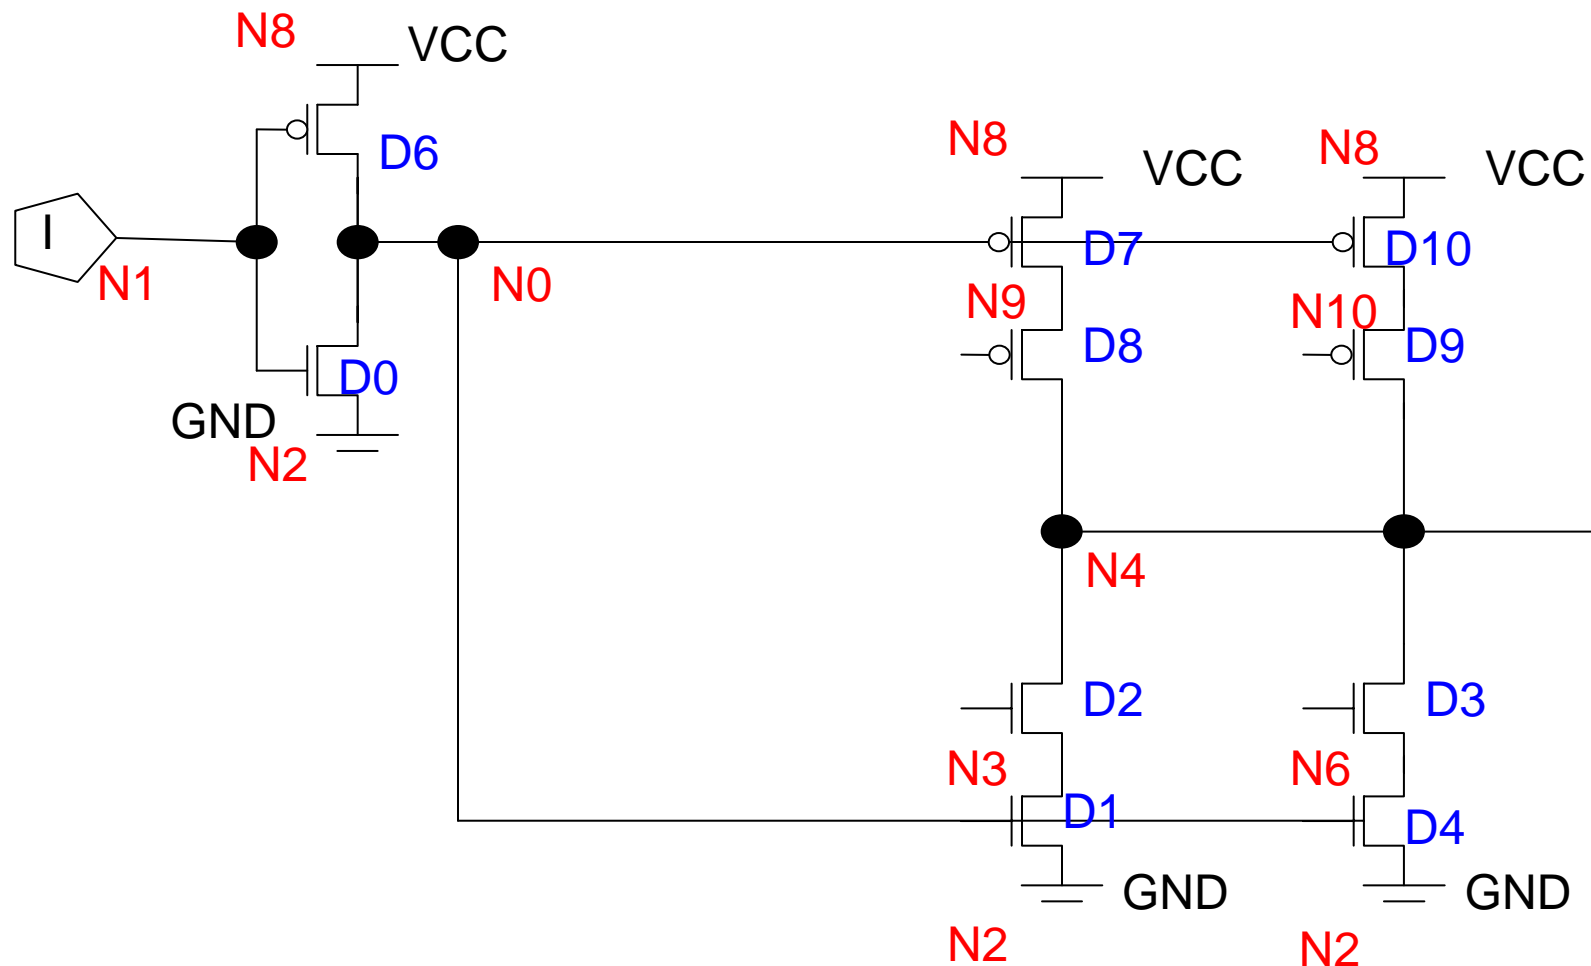 N8
VCC
D6
I
N1
N0
D0
GND
N2
N8
VCC
D7
N9
D8
N8
VCC
D10
N10
D9
N4
D2
N3
D1
GND
N2
D3
N6
D4
GND
N2